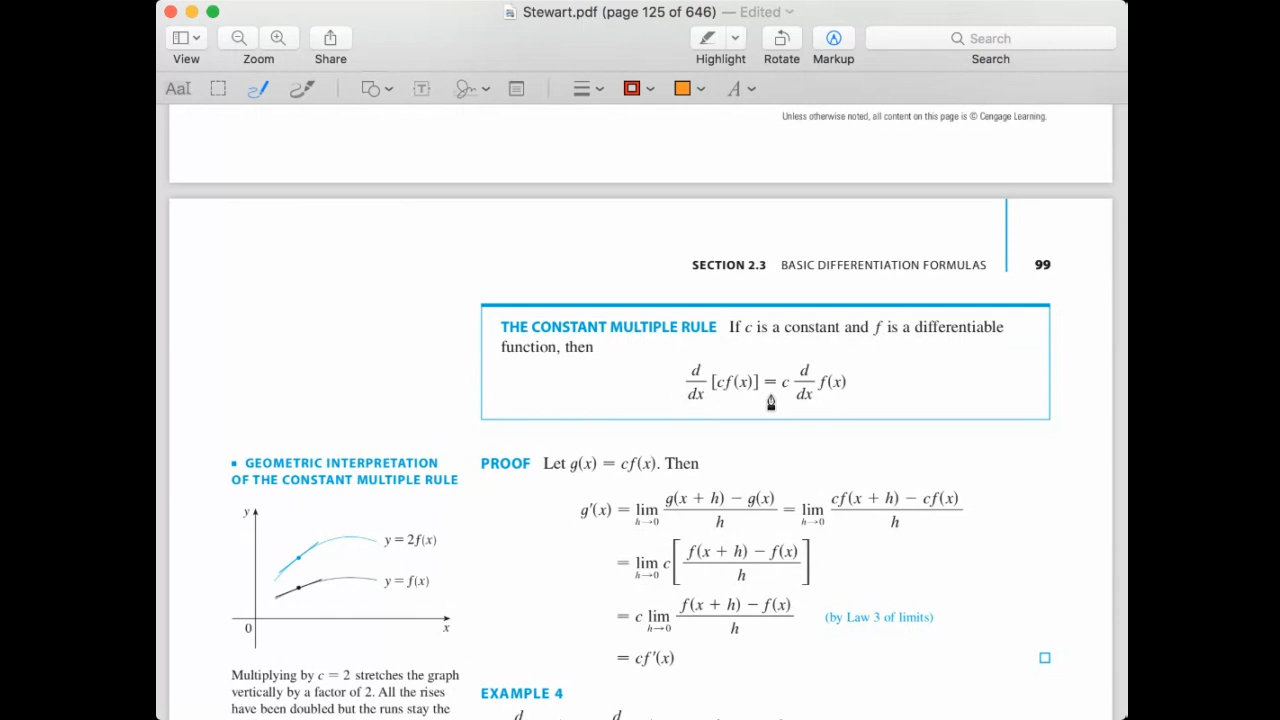 Stewart.pdf (page 125 of 646) — Edited
View
Zoom
Share
Highlight
Rotate
Markup
Search
Search
AaI
T
A
Unless otherwise noted, all content on this page is © Cengage Learning.
SECTION 2.3 BASIC DIFFERENTIATION FORMULAS 99
THE CONSTANT MULTIPLE RULE If c is a constant and f is a differentiable
function, then
d/dx [cf(x)] = c d/dx f(x)
▪ GEOMETRIC INTERPRETATION
OF THE CONSTANT MULTIPLE RULE
y
y = 2f(x)
y = f(x)
0
x
Multiplying by c = 2 stretches the graph
vertically by a factor of 2. All the rises
have been doubled but the runs stay the
PROOF Let g(x) = cf(x). Then
g′(x) = lim h→0 g(x + h) − g(x) / h = lim h→0 cf(x + h) − cf(x) / h
= lim h→0 c[f(x + h) − f(x) / h]
= c lim h→0 f(x + h) − f(x) / h (by Law 3 of limits)
= cf′(x)
EXAMPLE 4
d d